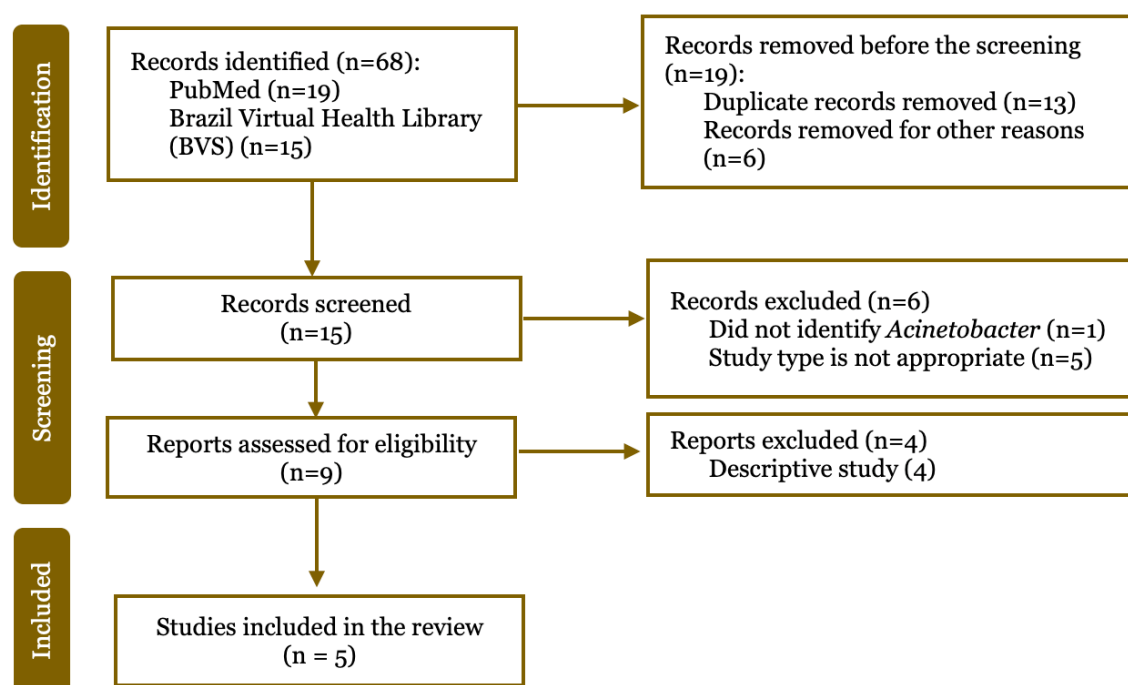 Identification
Records identified (n=68):
PubMed (n=19)
Brazil Virtual Health Library
(BVS) (n=15)
Records removed before the screening
(n=19):
Duplicate records removed (n=13)
Records removed for other reasons
(n=6)
Screening
Records screened
(n=15)
Records excluded (n=6)
Did not identify Acinetobacter (n=1)
Study type is not appropriate (n=5)
Reports assessed for eligibility
(n=9)
Reports excluded (n=4)
Descriptive study (4)
Included
Studies included in the review
(n = 5)